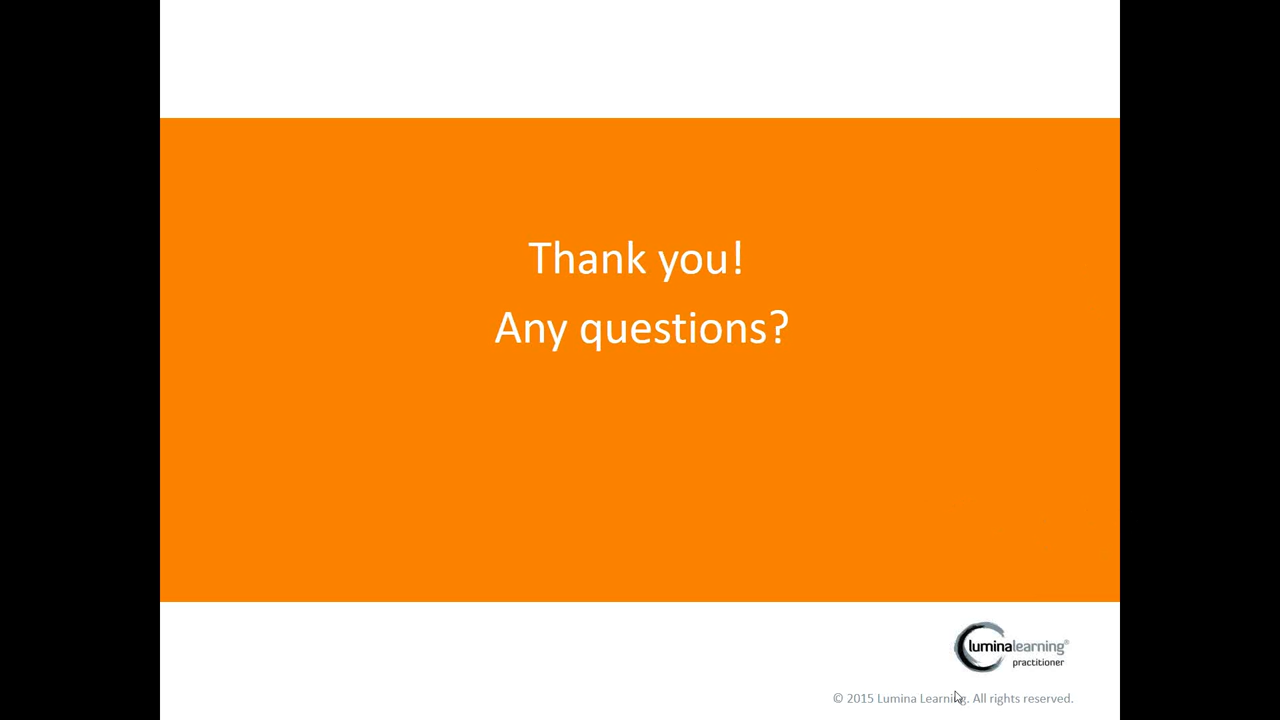 Thank you!
Any questions?
luminalearning®
practitioner
© 2015 Lumina Learning. All rights reserved.